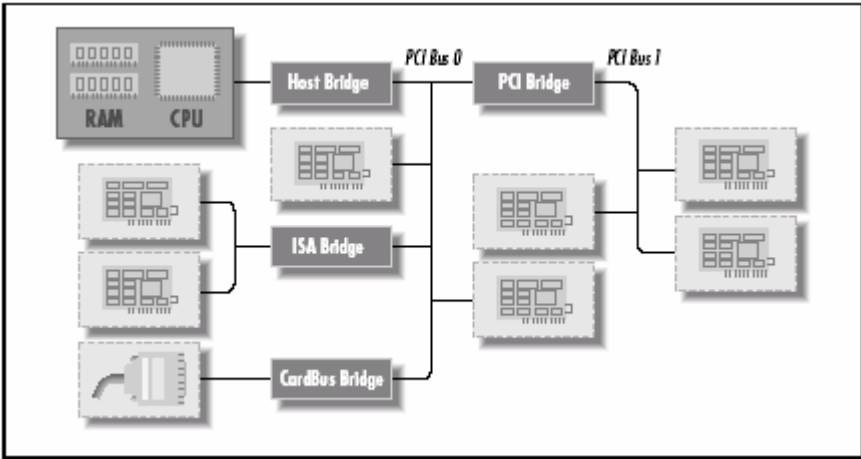 PCI Bus 0
PCI Bus 1
Host Bridge
PCI Bridge
RAM
CPU
ISA Bridge
CardBus Bridge